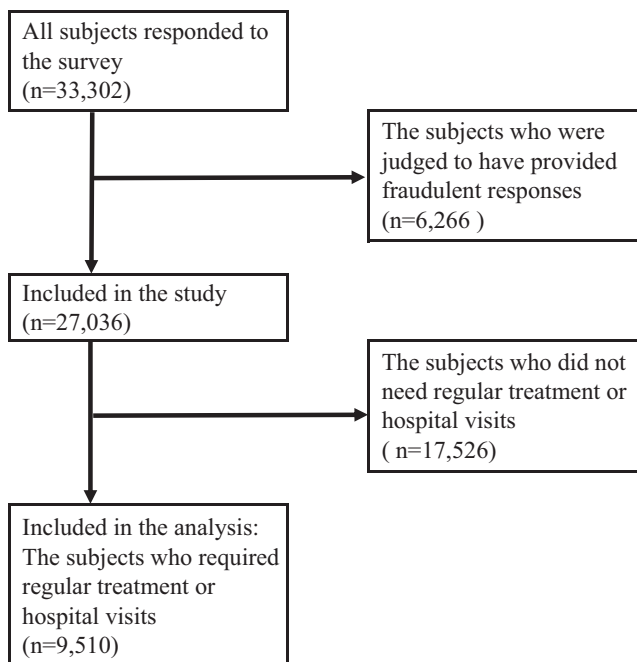 All subjects responded to
the survey
(n=33,302)
The subjects who were
judged to have provided
fraudulent responses
(n=6,266 )
Included in the study
(n=27,036)
The subjects who did not
need regular treatment or
hospital visits
( n=17,526)
Included in the analysis:
The subjects who required
regular treatment or
hospital visits
(n=9,510)